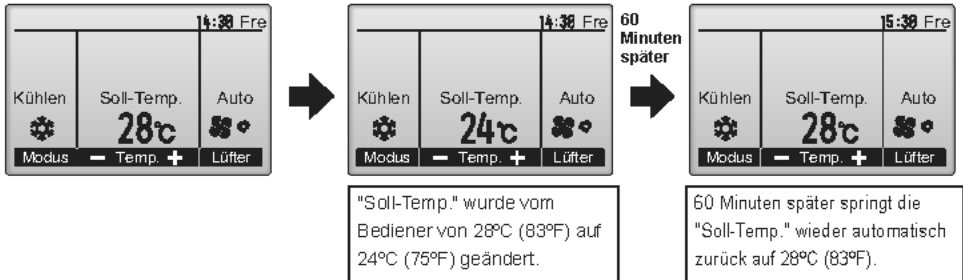 14:38 Fre
Kühlen Soll-Temp. Auto
28℃
Modus — Temp. + Lüfter
14:38 Fre
Kühlen Soll-Temp. Auto
24℃
Modus — Temp. + Lüfter
"Soll-Temp." wurde vom
Bediener von 28ºC (83ºF) auf
24ºC (75ºF) geändert.
60
Minuten
später
15:38 Fre
Kühlen Soll-Temp. Auto
28℃
Modus — Temp. + Lüfter
60 Minuten später springt die
"Soll-Temp." wieder automatisch
zurück auf 28ºC (83ºF).